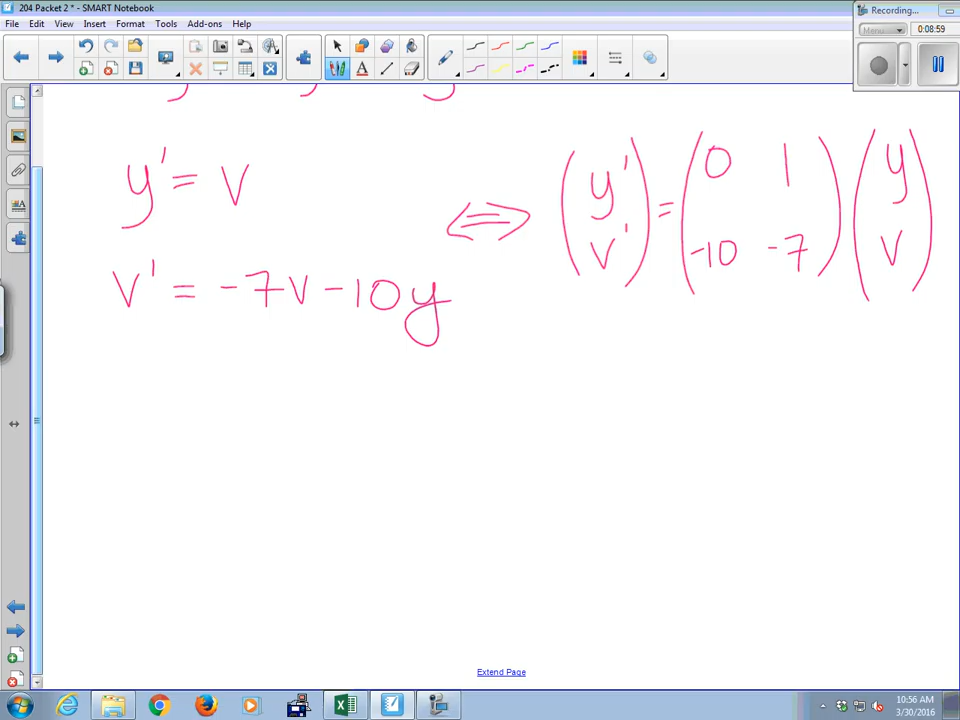 204 Packet 2 * - SMART Notebook
File Edit View Insert Format Tools Add-ons Help
Recording...
Menu
0:08:59
y' = v
v' = -7v - 10y
⇔ (y' v') = (0 1 -10 -7) (y v)
Extend Page
10:56 AM
3/30/2016